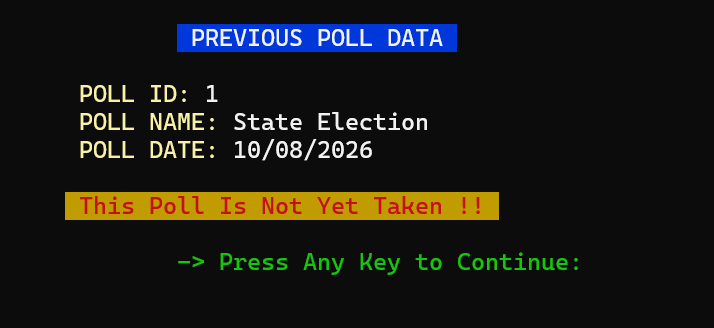 PREVIOUS POLL DATA
POLL ID: 1
POLL NAME: State Election
POLL DATE: 10/08/2026
This Poll Is Not Yet Taken !!
-> Press Any Key to Continue: